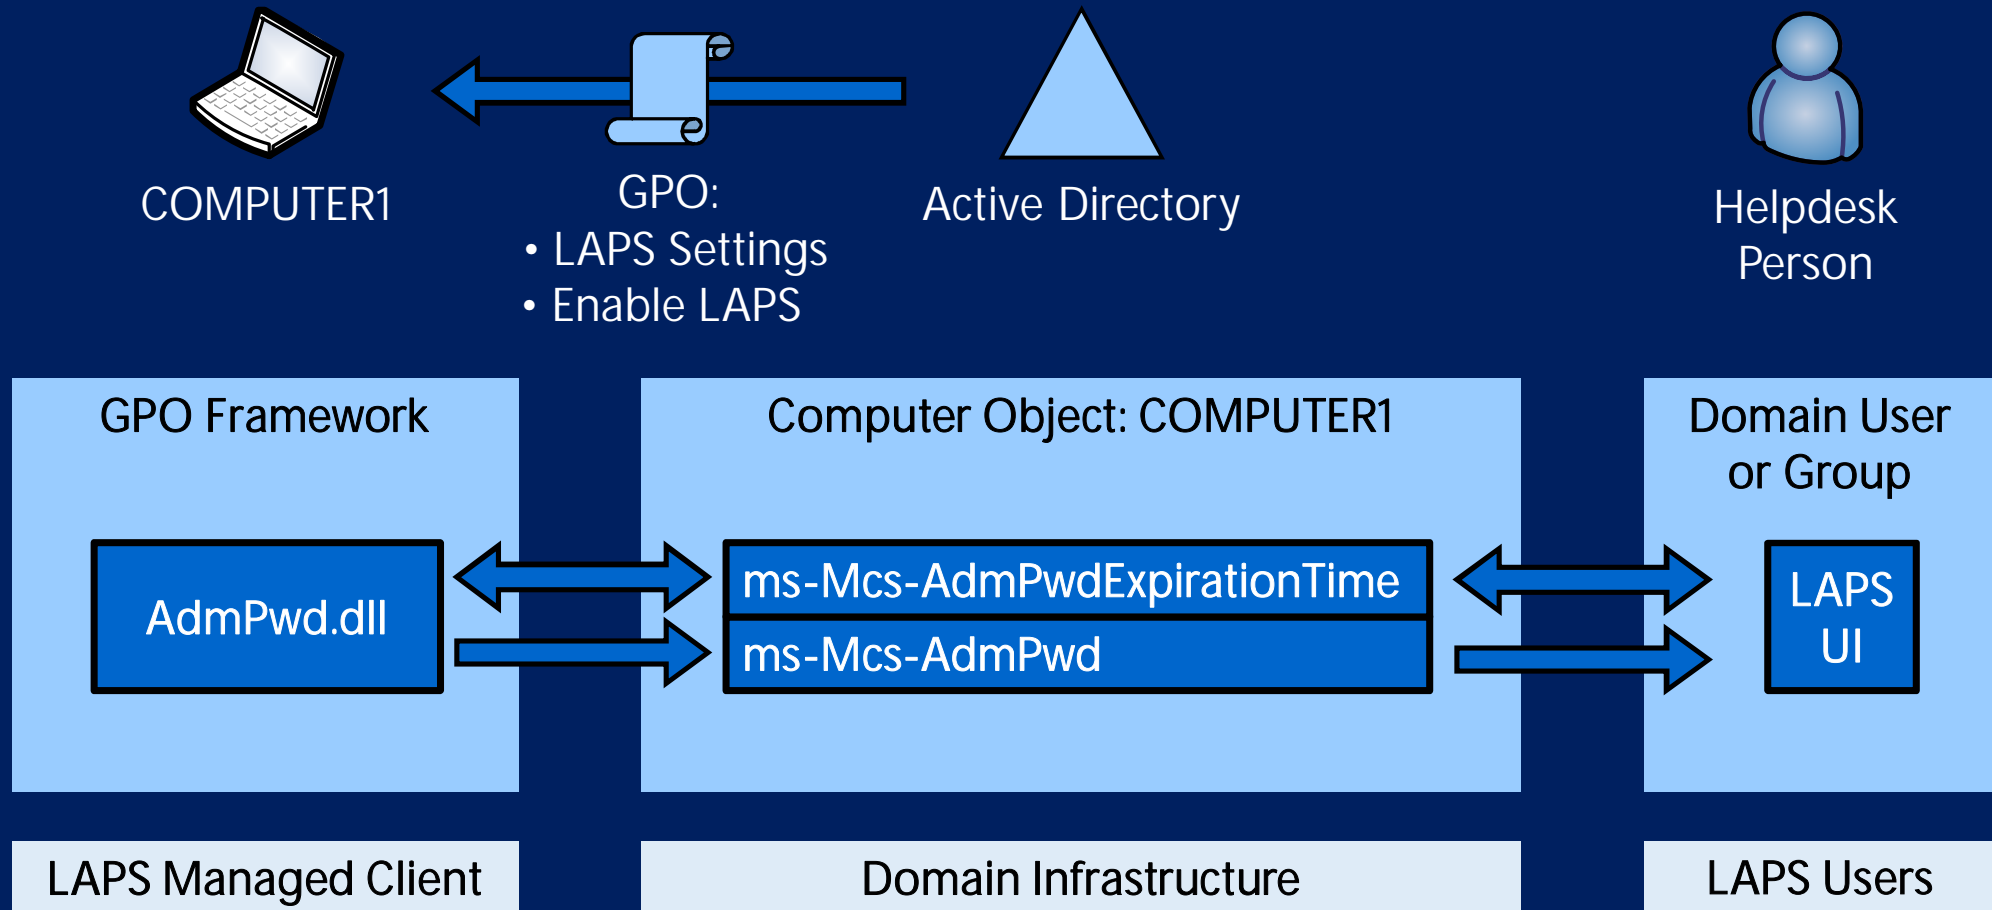 COMPUTER1
GPO:
• LAPS Settings
• Enable LAPS
Active Directory
Helpdesk
Person
GPO Framework
AdmPwd.dll
Computer Object: COMPUTER1
ms-Mcs-AdmPwdExpirationTime
ms-Mcs-AdmPwd
Domain User
or Group
LAPS
UI
LAPS Managed Client
Domain Infrastructure
LAPS Users